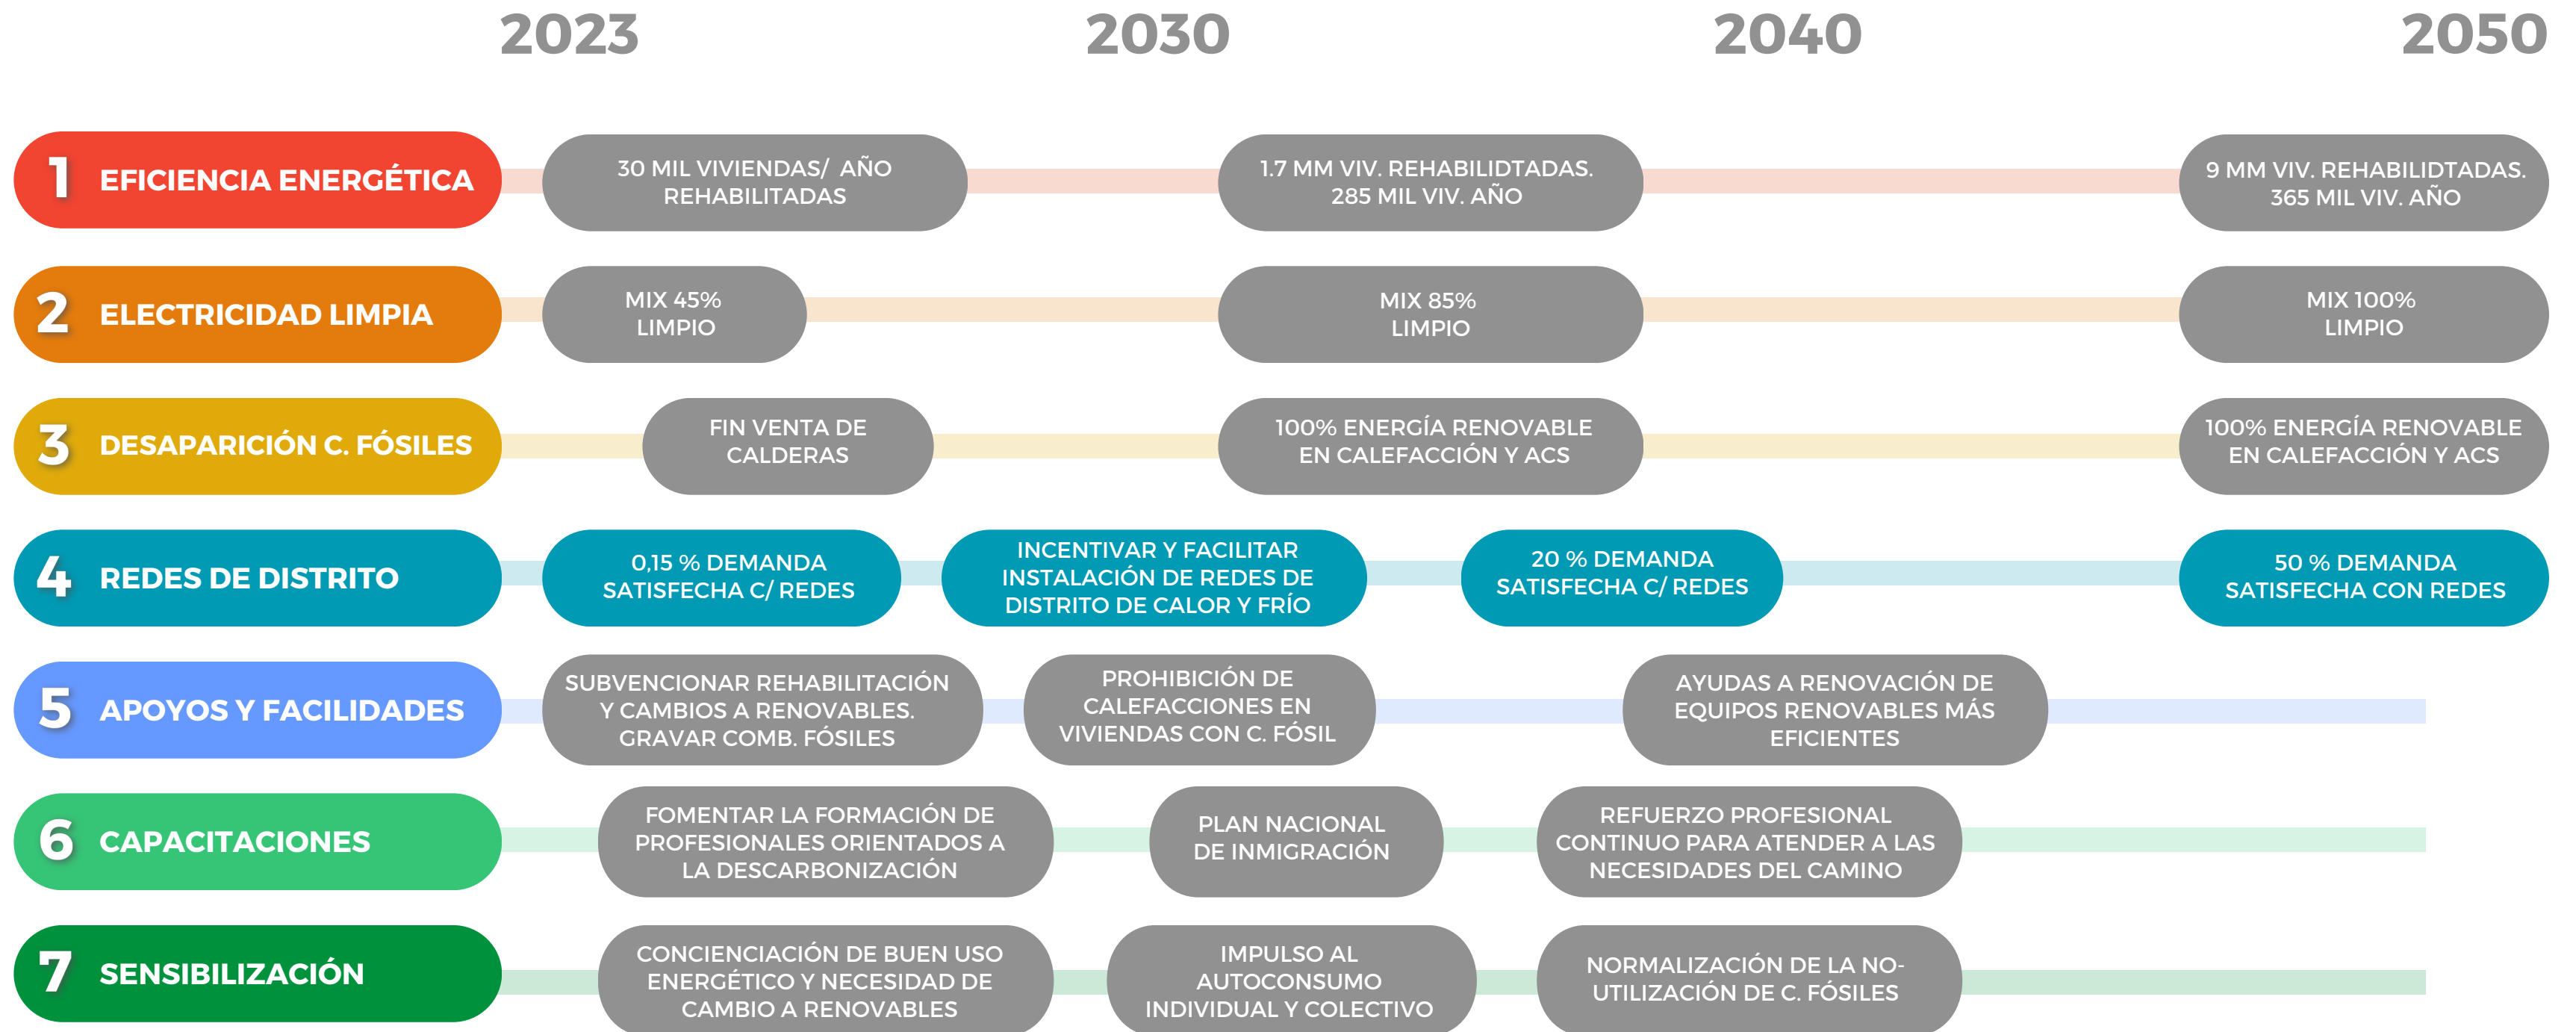 2023
2030
2040
2050
1 EFICIENCIA ENERGÉTICA
30 MIL VIVIENDAS/ AÑO
REHABILITADAS
1.7 MM VIV. REHABILIDTADAS.
285 MIL VIV. AÑO
9 MM VIV. REHABILIDTADAS.
365 MIL VIV. AÑO
2 ELECTRICIDAD LIMPIA
MIX 45%
LIMPIO
MIX 85%
LIMPIO
MIX 100%
LIMPIO
3 DESAPARICIÓN C. FÓSILES
FIN VENTA DE
CALDERAS
100% ENERGÍA RENOVABLE
EN CALEFACCIÓN Y ACS
100% ENERGÍA RENOVABLE
EN CALEFACCIÓN Y ACS
4 REDES DE DISTRITO
0,15 % DEMANDA
SATISFECHA C/ REDES
INCENTIVAR Y FACILITAR
INSTALACIÓN DE REDES DE
DISTRITO DE CALOR Y FRÍO
20 % DEMANDA
SATISFECHA C/ REDES
50 % DEMANDA
SATISFECHA CON REDES
5 APOYOS Y FACILIDADES
SUBVENCIONAR REHABILITACIÓN
Y CAMBIOS A RENOVABLES.
GRAVAR COMB. FÓSILES
PROHIBICIÓN DE
CALEFACCIONES EN
VIVIENDAS CON C. FÓSIL
AYUDAS A RENOVACIÓN DE
EQUIPOS RENOVABLES MÁS
EFICIENTES
6 CAPACITACIONES
FOMENTAR LA FORMACIÓN DE
PROFESIONALES ORIENTADOS A
LA DESCARBONIZACIÓN
PLAN NACIONAL
DE INMIGRACIÓN
REFUERZO PROFESIONAL
CONTINUO PARA ATENDER A LAS
NECESIDADES DEL CAMINO
7 SENSIBILIZACIÓN
CONCIENCIACIÓN DE BUEN USO
ENERGÉTICO Y NECESIDAD DE
CAMBIO A RENOVABLES
IMPULSO AL
AUTOCONSUMO
INDIVIDUAL Y COLECTIVO
NORMALIZACIÓN DE LA NO-
UTILIZACIÓN DE C. FÓSILES